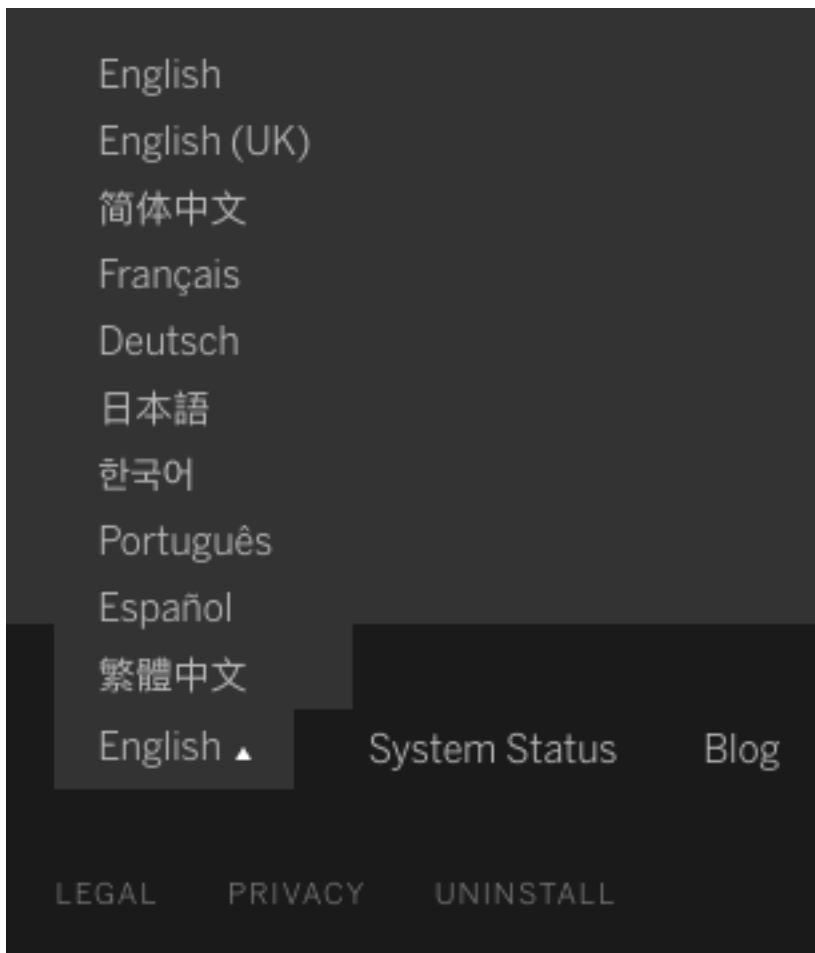 English
English (UK)
简体中文
Français
Deutsch
日本語
한국어
Português
Español
繁體中文
English ▲ System Status Blog
LEGAL PRIVACY UNINSTALL